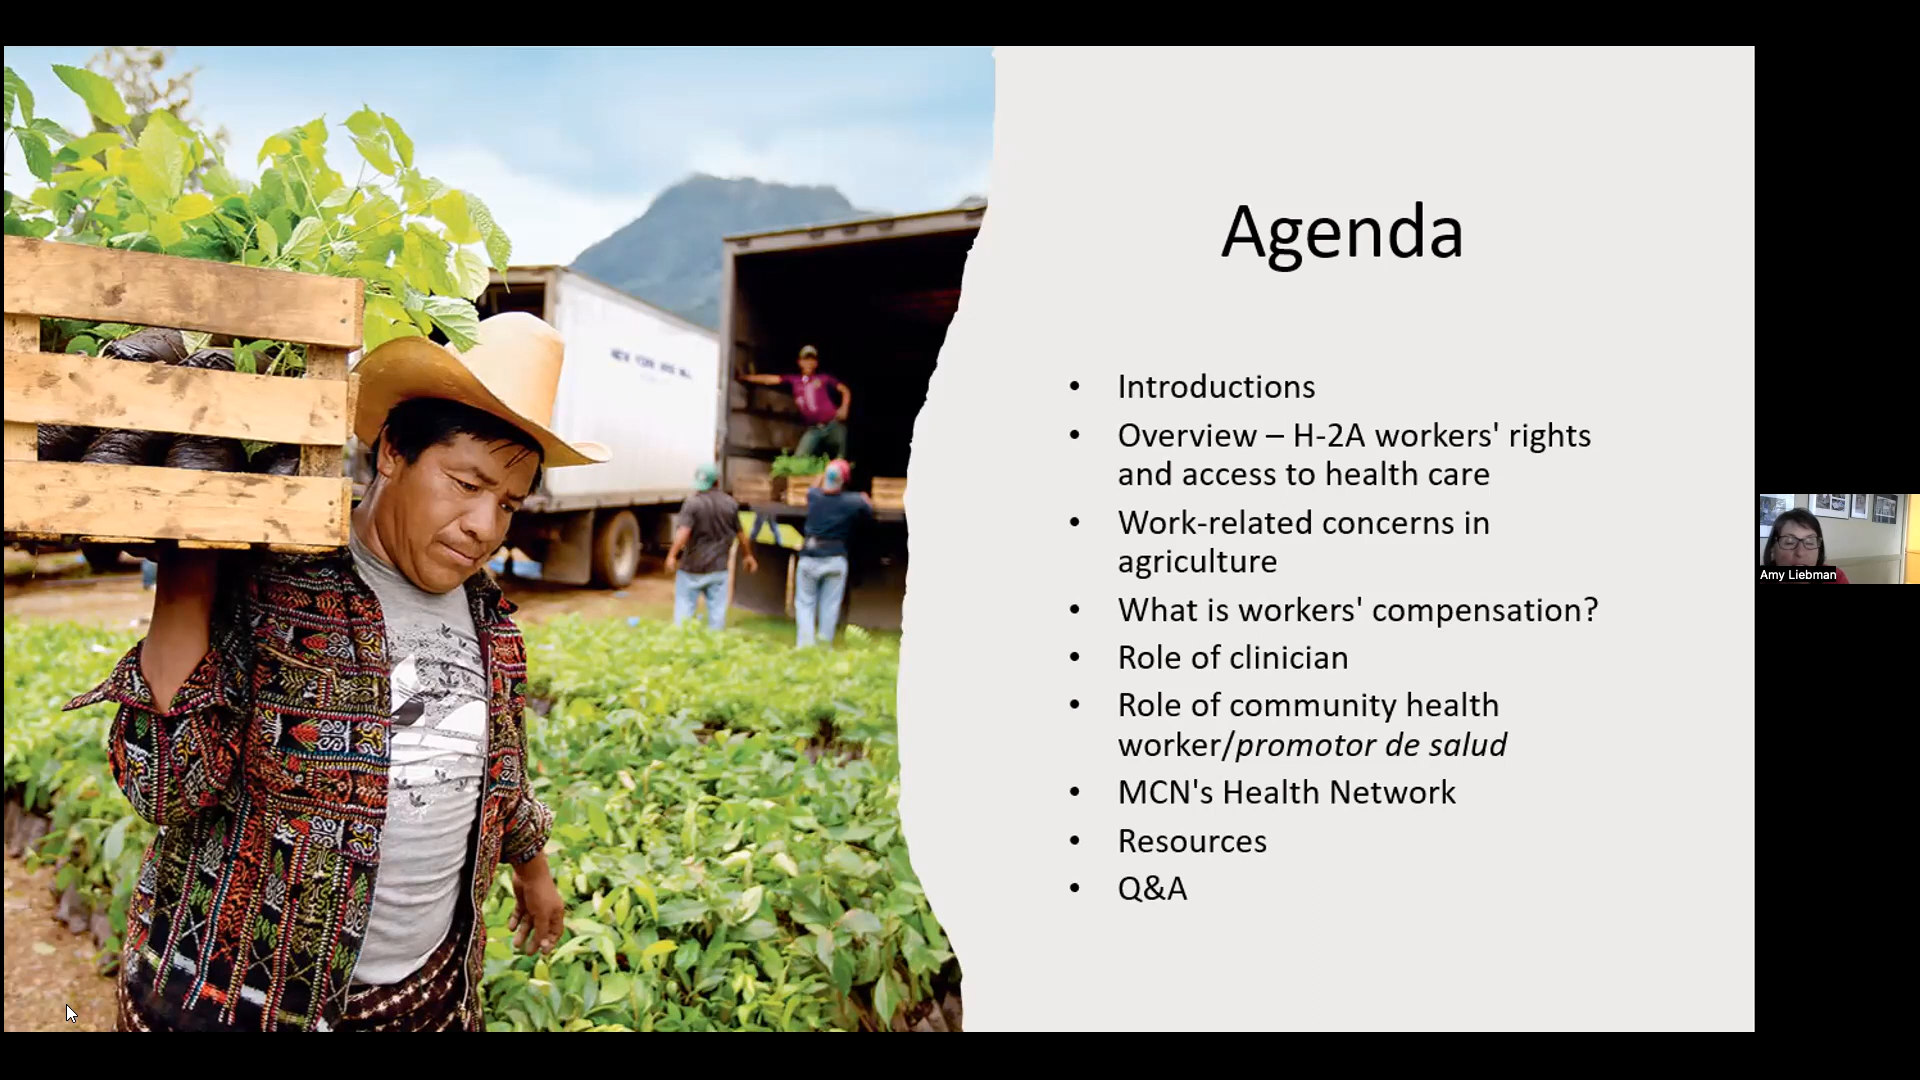 Agenda
• Introductions
• Overview – H-2A workers' rights
and access to health care
• Work-related concerns in
agriculture
• What is workers' compensation?
• Role of clinician
• Role of community health
worker/promotor de salud
• MCN's Health Network
• Resources
• Q&A
Amy Liebman